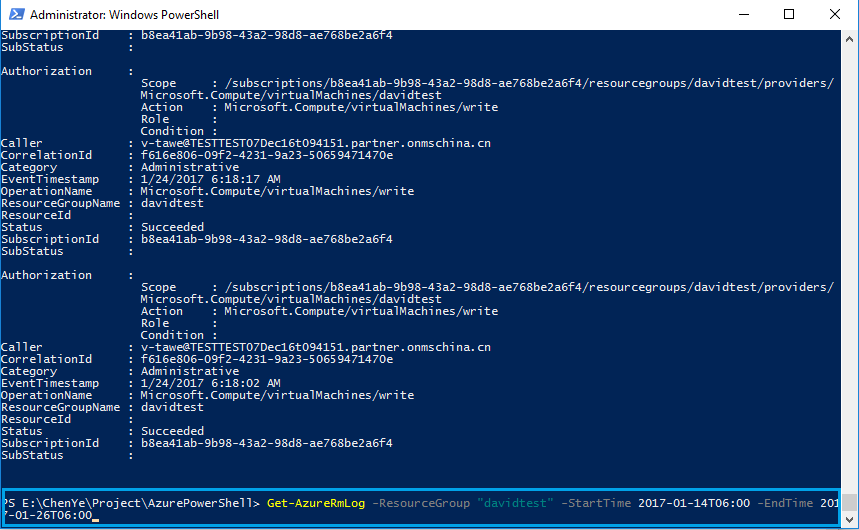 Administrator: Windows PowerShell
SubscriptionId    : b8ea41ab-9b98-43a2-98d8-ae768be2a6f4
SubStatus         :
Authorization     :
Scope     : /subscriptions/b8ea41ab-9b98-43a2-98d8-ae768be2a6f4/resourcegroups/davidtest/providers/
Microsoft.Compute/virtualMachines/davidtest
Action    : Microsoft.Compute/virtualMachines/write
Role      :
Condition :
Caller            : v-tawe@TESTTEST07Dec16t094151.partner.onmschina.cn
CorrelationId     : f616e806-09f2-4231-9a23-50659471470e
Category          : Administrative
EventTimestamp    : 1/24/2017 6:18:17 AM
OperationName     : Microsoft.Compute/virtualMachines/write
ResourceGroupName : davidtest
ResourceId        :
Status            : Succeeded
SubscriptionId    : b8ea41ab-9b98-43a2-98d8-ae768be2a6f4
SubStatus         :
Authorization     :
Scope     : /subscriptions/b8ea41ab-9b98-43a2-98d8-ae768be2a6f4/resourcegroups/davidtest/providers/
Microsoft.Compute/virtualMachines/davidtest
Action    : Microsoft.Compute/virtualMachines/write
Role      :
Condition :
Caller            : v-tawe@TESTTEST07Dec16t094151.partner.onmschina.cn
CorrelationId     : f616e806-09f2-4231-9a23-50659471470e
Category          : Administrative
EventTimestamp    : 1/24/2017 6:18:02 AM
OperationName     : Microsoft.Compute/virtualMachines/write
ResourceGroupName : davidtest
ResourceId        :
Status            : Succeeded
SubscriptionId    : b8ea41ab-9b98-43a2-98d8-ae768be2a6f4
SubStatus         :
PS E:\ChenYe\Project\AzurePowerShell> Get-AzureRmLog -ResourceGroup "davidtest" -StartTime 2017-01-14T06:00 -EndTime 201
7-01-26T06:00_